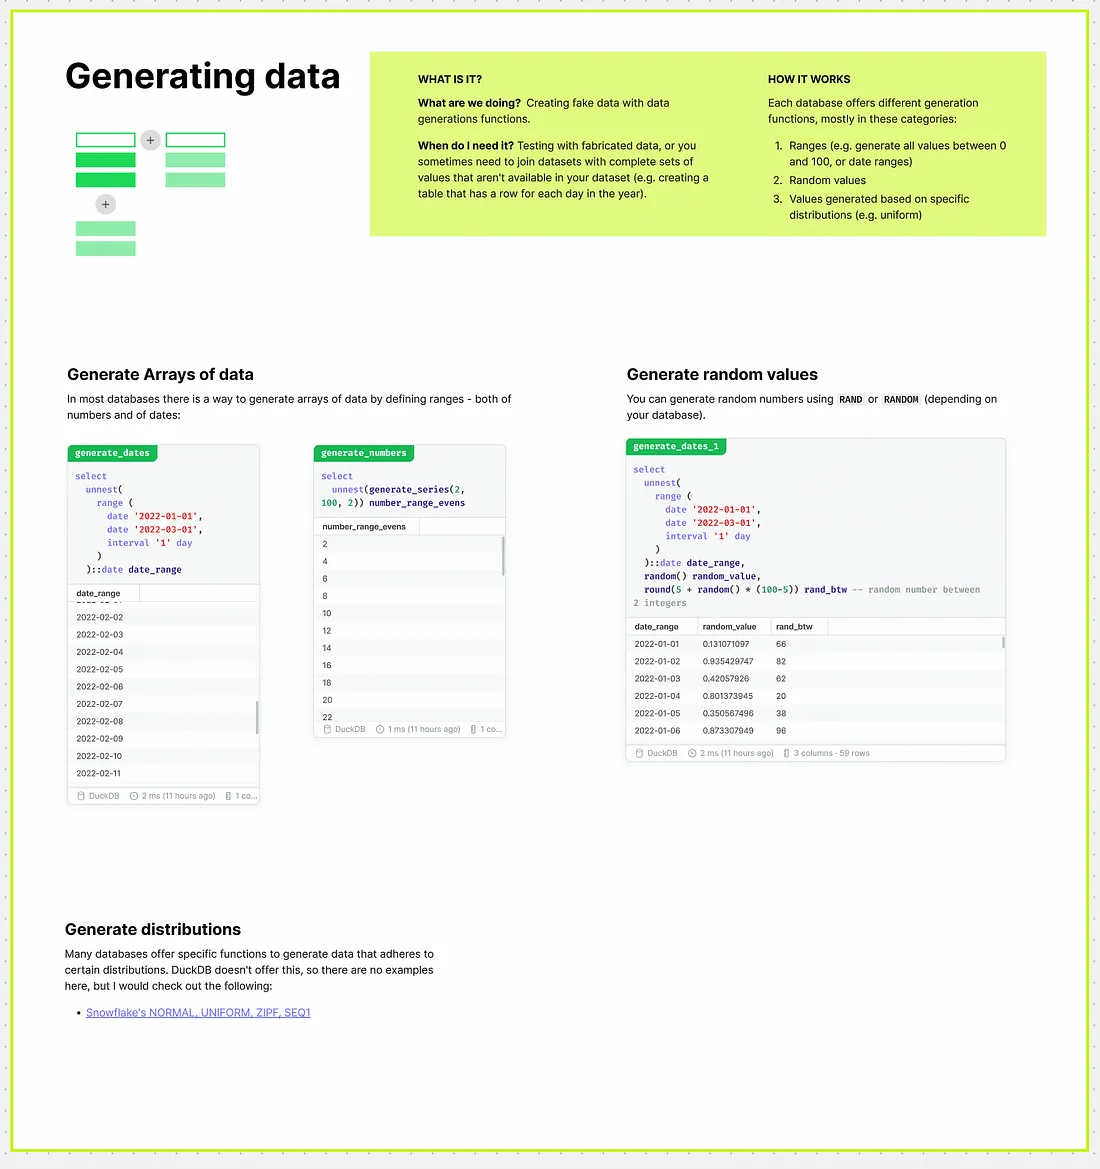 Generating data
+
+
WHAT IS IT?
What are we doing? Creating fake data with data
generations functions.
When do I need it? Testing with fabricated data, or you
sometimes need to join datasets with complete sets of
values that aren't available in your dataset (e.g. creating a
table that has a row for each day in the year).
HOW IT WORKS
Each database offers different generation
functions, mostly in these categories:
1. Ranges (e.g. generate all values between 0
and 100, or date ranges)
2. Random values
3. Values generated based on specific
distributions (e.g. uniform)
Generate Arrays of data
In most databases there is a way to generate arrays of data by defining ranges - both of
numbers and of dates:
generate_dates
select
unnest(
range (
date '2022-01-01',
date '2022-03-01',
interval '1' day
)
)::date date_range
date_range
2022-02-02
2022-02-03
2022-02-04
2022-02-05
2022-02-06
2022-02-07
2022-02-08
2022-02-09
2022-02-10
2022-02-11
DuckDB 2 ms (11 hours ago) 1 co...
generate_numbers
select
unnest(generate_series(2,
100, 2)) number_range_evens
number_range_evens
2
4
6
8
10
12
14
16
18
20
22
DuckDB 1 ms (11 hours ago) 1 co...
Generate random values
You can generate random numbers using RAND or RANDOM (depending on
your database).
generate_dates_1
select
unnest(
range (
date '2022-01-01',
date '2022-03-01',
interval '1' day
)
)::date date_range,
random() random_value,
round(5 + random() * (100-5)) rand_btw -- random number between
2 integers
date_range random_value rand_btw
2022-01-01 0.131071097 66
2022-01-02 0.935429747 82
2022-01-03 0.42057926 62
2022-01-04 0.801373945 20
2022-01-05 0.350567496 38
2022-01-06 0.873307949 96
DuckDB 2 ms (11 hours ago) 3 columns · 59 rows
Generate distributions
Many databases offer specific functions to generate data that adheres to
certain distributions. DuckDB doesn't offer this, so there are no examples
here, but I would check out the following:
• Snowflake's NORMAL, UNIFORM, ZIPF, SEQ1